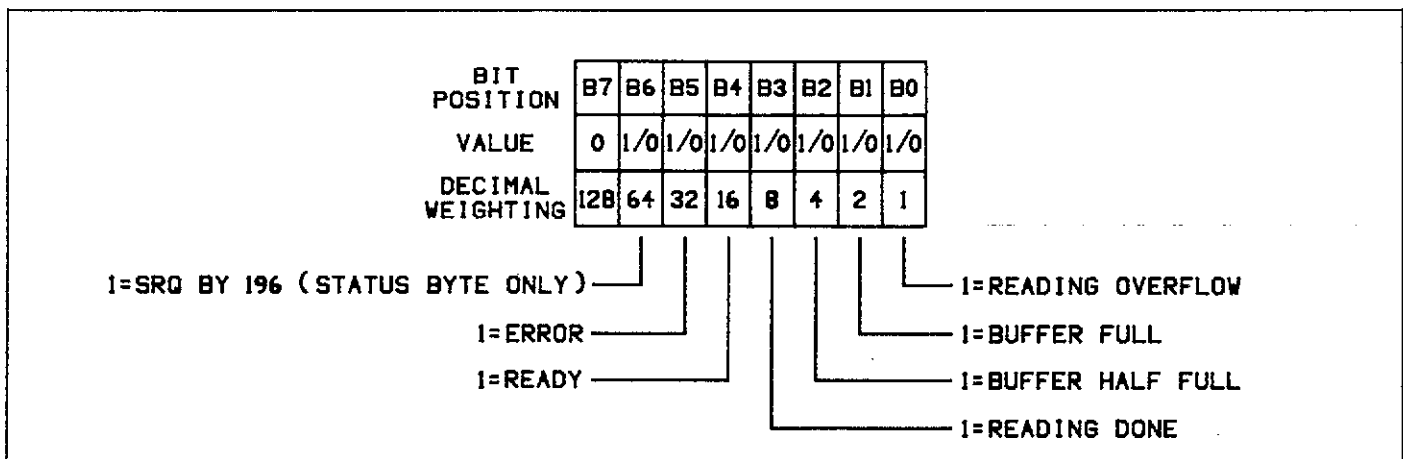 BIT POSITION B7 B6 B5 B4 B3 B2 B1 B0
VALUE 0 1/0 1/0 1/0 1/0 1/0 1/0 1/0
DECIMAL WEIGHTING 128 64 32 16 8 4 2 1
1=SRQ BY 196 (STATUS BYTE ONLY)
1=ERROR
1=READY
1=READING OVERFLOW
1=BUFFER FULL
1=BUFFER HALF FULL
1=READING DONE